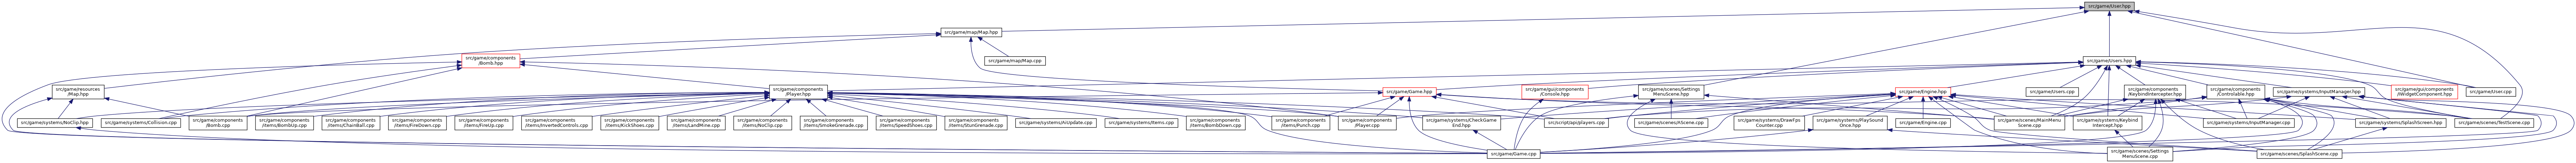 src/game/User.hpp
src/game/map/Map.hpp
src/game/components
/Bomb.hpp
src/game/map/Map.cpp
src/game/Users.hpp
src/game/resources
/Map.hpp
src/game/components
/Player.hpp
src/game/Game.hpp
src/game/gui/components
/Console.hpp
src/game/scenes/Settings
MenuScene.hpp
src/game/Engine.hpp
src/game/Users.cpp
src/game/components
/KeybindIntercepter.hpp
src/game/components
/Controlable.hpp
src/game/systems/InputManager.hpp
src/game/gui/components
/WidgetComponent.hpp
src/game/User.cpp
src/game/systems/NoClip.hpp
src/game/systems/Collision.cpp
src/game/components
/Bomb.cpp
src/game/components
/items/BombUp.cpp
src/game/components
/items/ChainBall.cpp
src/game/components
/items/FireDown.cpp
src/game/components
/items/FireUp.cpp
src/game/components
/items/InvertedControls.cpp
src/game/components
/items/KickShoes.cpp
src/game/components
/items/LandMine.cpp
src/game/components
/items/NoClip.cpp
src/game/components
/items/SmokeGrenade.cpp
src/game/components
/items/SpeedShoes.cpp
src/game/components
/items/StunGrenade.cpp
src/game/systems/AI/pdate.cpp
src/game/systems/Items.cpp
src/game/components
/items/BombDown.cpp
src/game/components
/items/Punch.cpp
src/game/components
/Player.cpp
src/game/systems/CheckGame
End.hpp
src/script/api/players.cpp
src/game/scenes/AScene.cpp
src/game/systems/DrawFps
Counter.cpp
src/game/systems/PlaySound
Once.hpp
src/game/Engine.cpp
src/game/scenes/MainMenu
Scene.cpp
src/game/systems/Keybind
Intercept.hpp
src/game/systems/InputManager.cpp
src/game/systems/SplashScreen.hpp
src/game/scenes/TestScene.cpp
src/game/Game.cpp
src/game/scenes/Settings
MenuScene.cpp
src/game/scenes/SplashScene.cpp